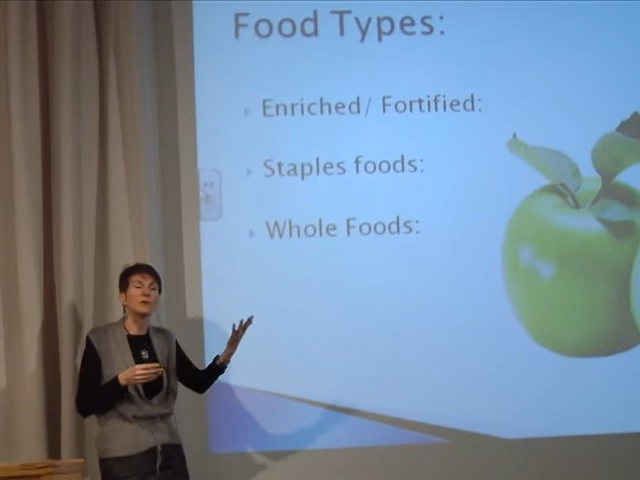 Food Types:
Enriched/ Fortified:
Staples foods:
Whole Foods: